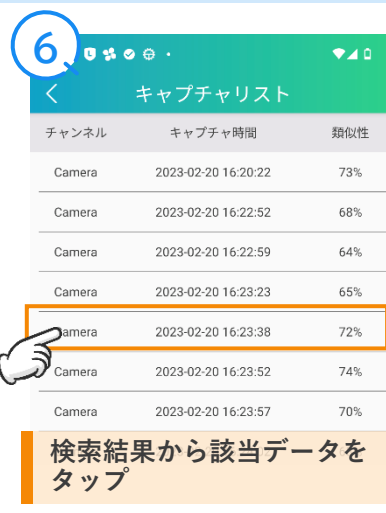 6
キャプチャリスト
チャンネル キャプチャ時間 類似性
Camera 2023-02-20 16:20:22 73%
Camera 2023-02-20 16:22:52 68%
Camera 2023-02-20 16:22:59 64%
Camera 2023-02-20 16:23:23 65%
amera 2023-02-20 16:23:38 72%
Camera 2023-02-20 16:23:52 74%
Camera 2023-02-20 16:23:57 70%
検索結果から該当データを
タップ